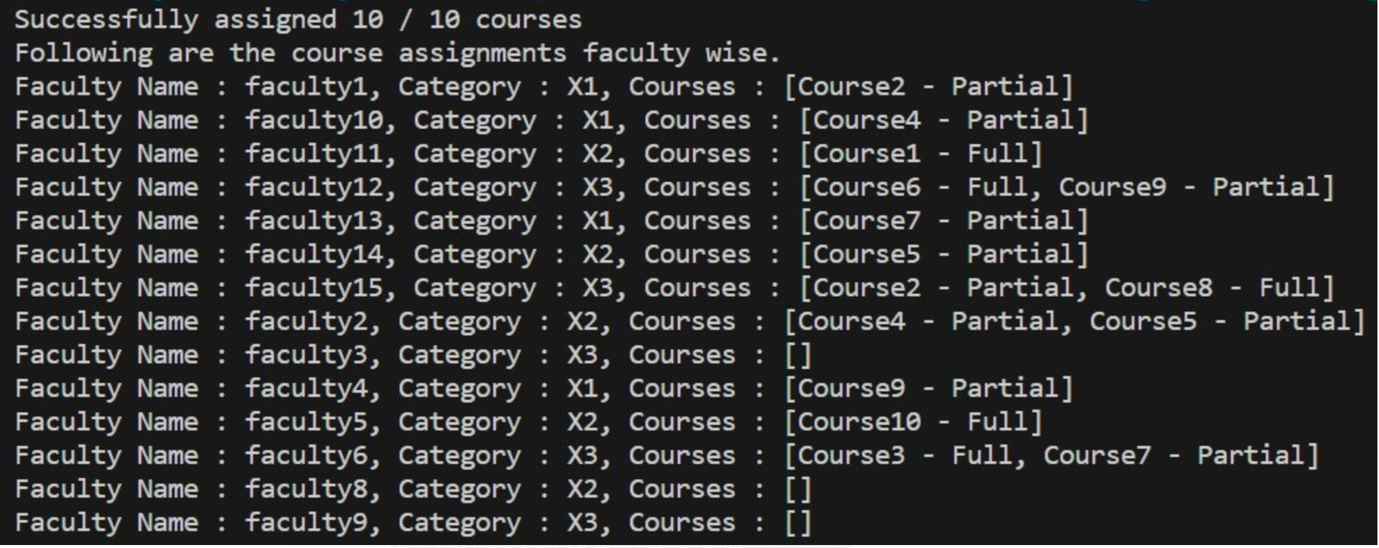 Successfully assigned 10 / 10 courses
Following are the course assignments faculty wise.
Faculty Name : faculty1, Category : X1, Courses : [Course2 - Partial]
Faculty Name : faculty10, Category : X1, Courses : [Course4 - Partial]
Faculty Name : faculty11, Category : X2, Courses : [Course1 - Full]
Faculty Name : faculty12, Category : X3, Courses : [Course6 - Full, Course9 - Partial]
Faculty Name : faculty13, Category : X1, Courses : [Course7 - Partial]
Faculty Name : faculty14, Category : X2, Courses : [Course5 - Partial]
Faculty Name : faculty15, Category : X3, Courses : [Course2 - Partial, Course8 - Full]
Faculty Name : faculty2, Category : X2, Courses : [Course4 - Partial, Course5 - Partial]
Faculty Name : faculty3, Category : X3, Courses : []
Faculty Name : faculty4, Category : X1, Courses : [Course9 - Partial]
Faculty Name : faculty5, Category : X2, Courses : [Course10 - Full]
Faculty Name : faculty6, Category : X3, Courses : [Course3 - Full, Course7 - Partial]
Faculty Name : faculty8, Category : X2, Courses : []
Faculty Name : faculty9, Category : X3, Courses : []